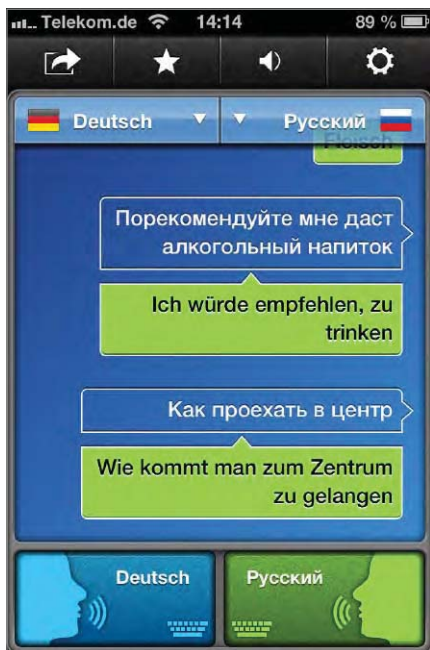 Telekom.de 14:14 89 %
Deutsch Русский
Fleisch
Порекомендуйте мне даст
алкогольный напиток
Ich würde empfehlen, zu
trinken
Как проехать в центр
Wie kommt man zum Zentrum
zu gelangen
Deutsch Русский